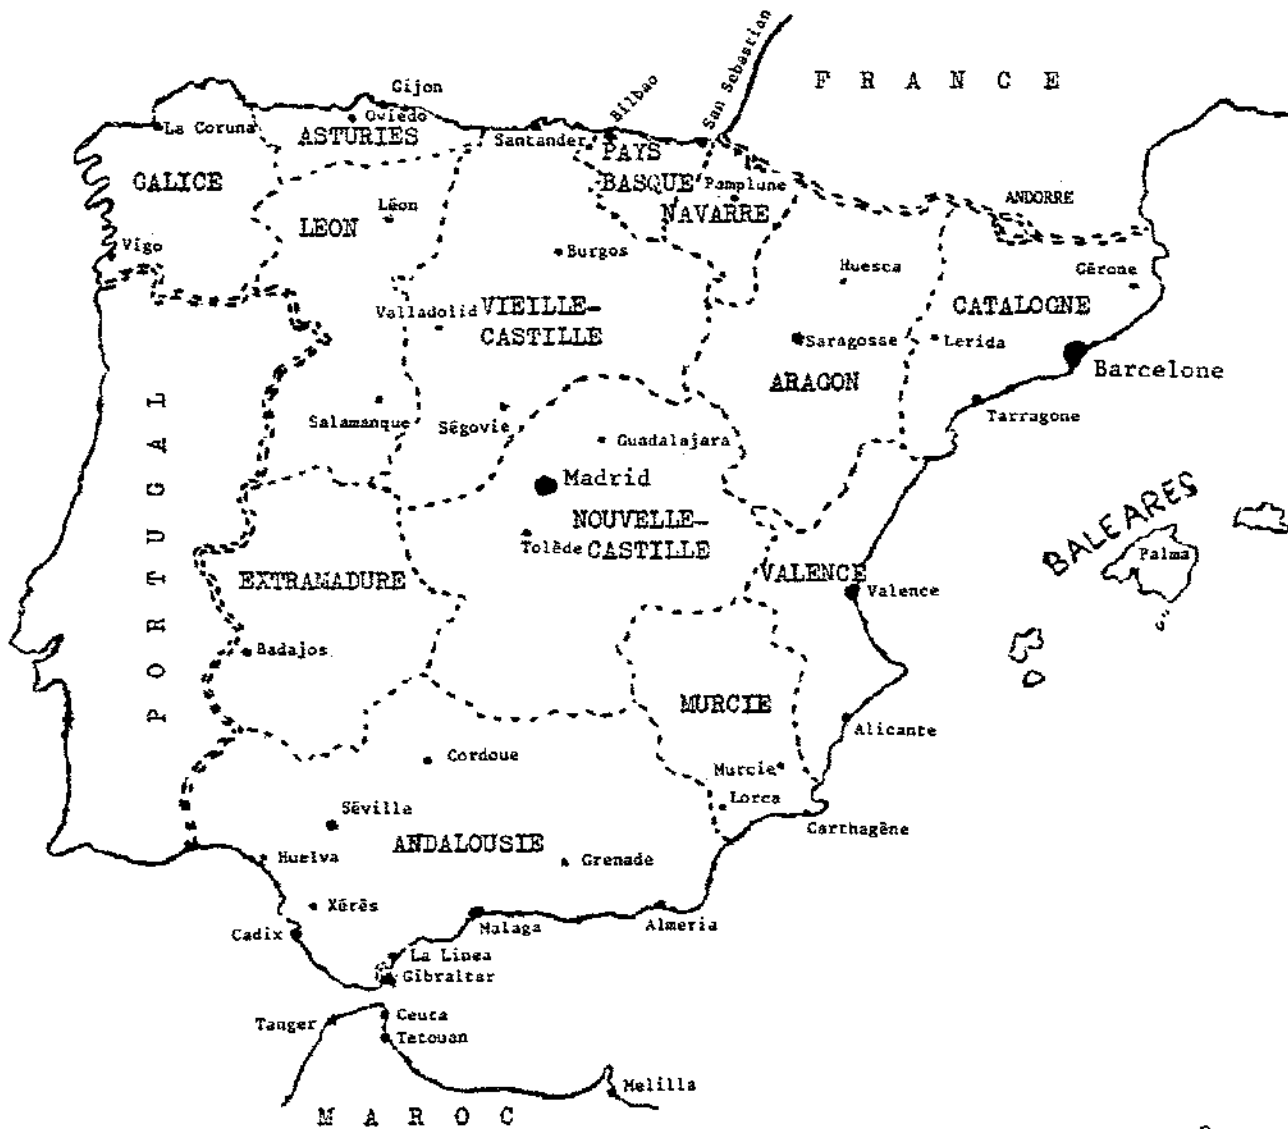 F R A N C E
San Sebastian
Bilbao
Gijon
Oviedo
La Coruna
ASTURIES
Santander
PAYS
BASQUE
GALICE
Pamplune
NAVARRE
ANDORRE
Léon
LEON
Vigo
Burgos
Huesca
Gérone
Valladolid
VIEILLE-
CASTILLE
CATALOGNE
Saragosse
Lerida
Barcelone
ARAGON
Salamanque
Ségovie
Tarragone
Guadalajara
Madrid
PORTUGAL
NOUVELLE-
CASTILLE
Tolède
BALEARES
Palma
EXTRAMADURE
VALENCE
Valence
Badajos
MURCIE
Alicante
Cordoue
Murcie
Lorca
Carthagène
Séville
ANDALOUSIE
Huelva
Grenade
Xérès
Cadix
Malaga
Almeria
La Linea
Gibraltar
Tanger
Ceuta
Tetouan
Melilla
M A R O C